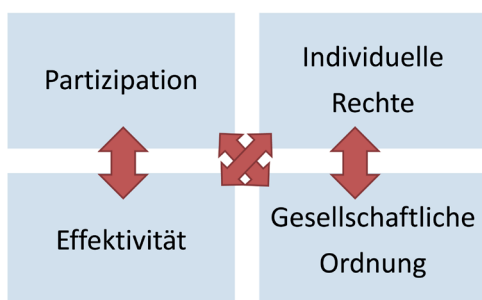 Partizipation
Individuelle
Rechte
Effektivität
Gesellschaftliche
Ordnung